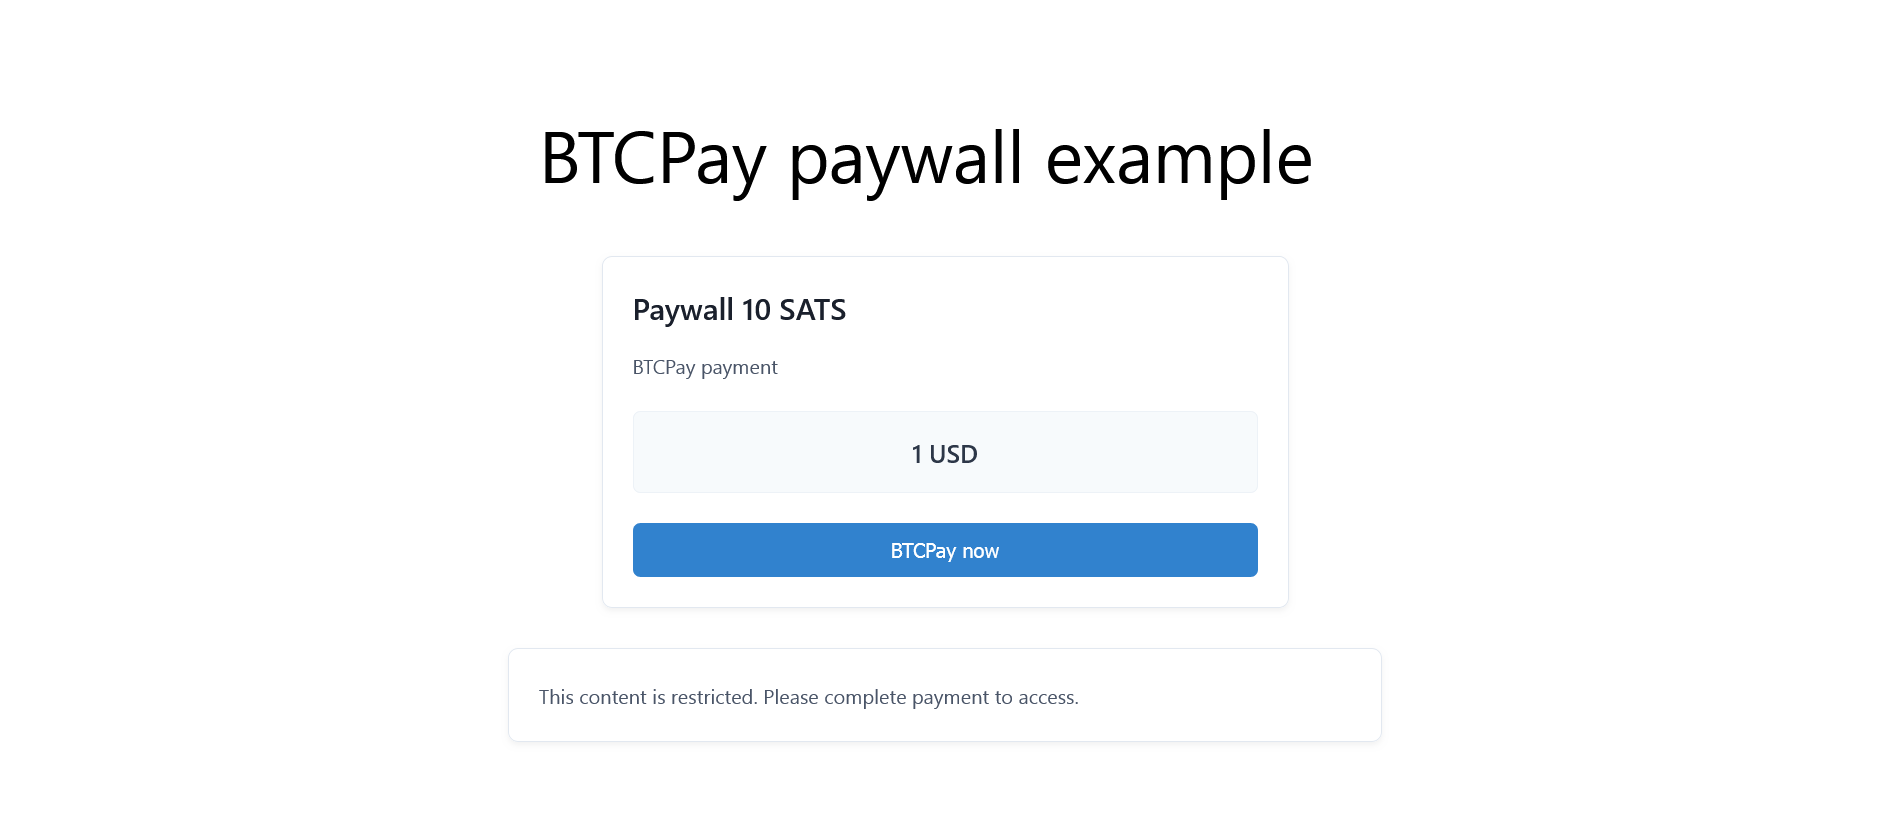 BTCPay paywall example
Paywall 10 SATS
BTCPay payment
1 USD
BTCPay now
This content is restricted. Please complete payment to access.